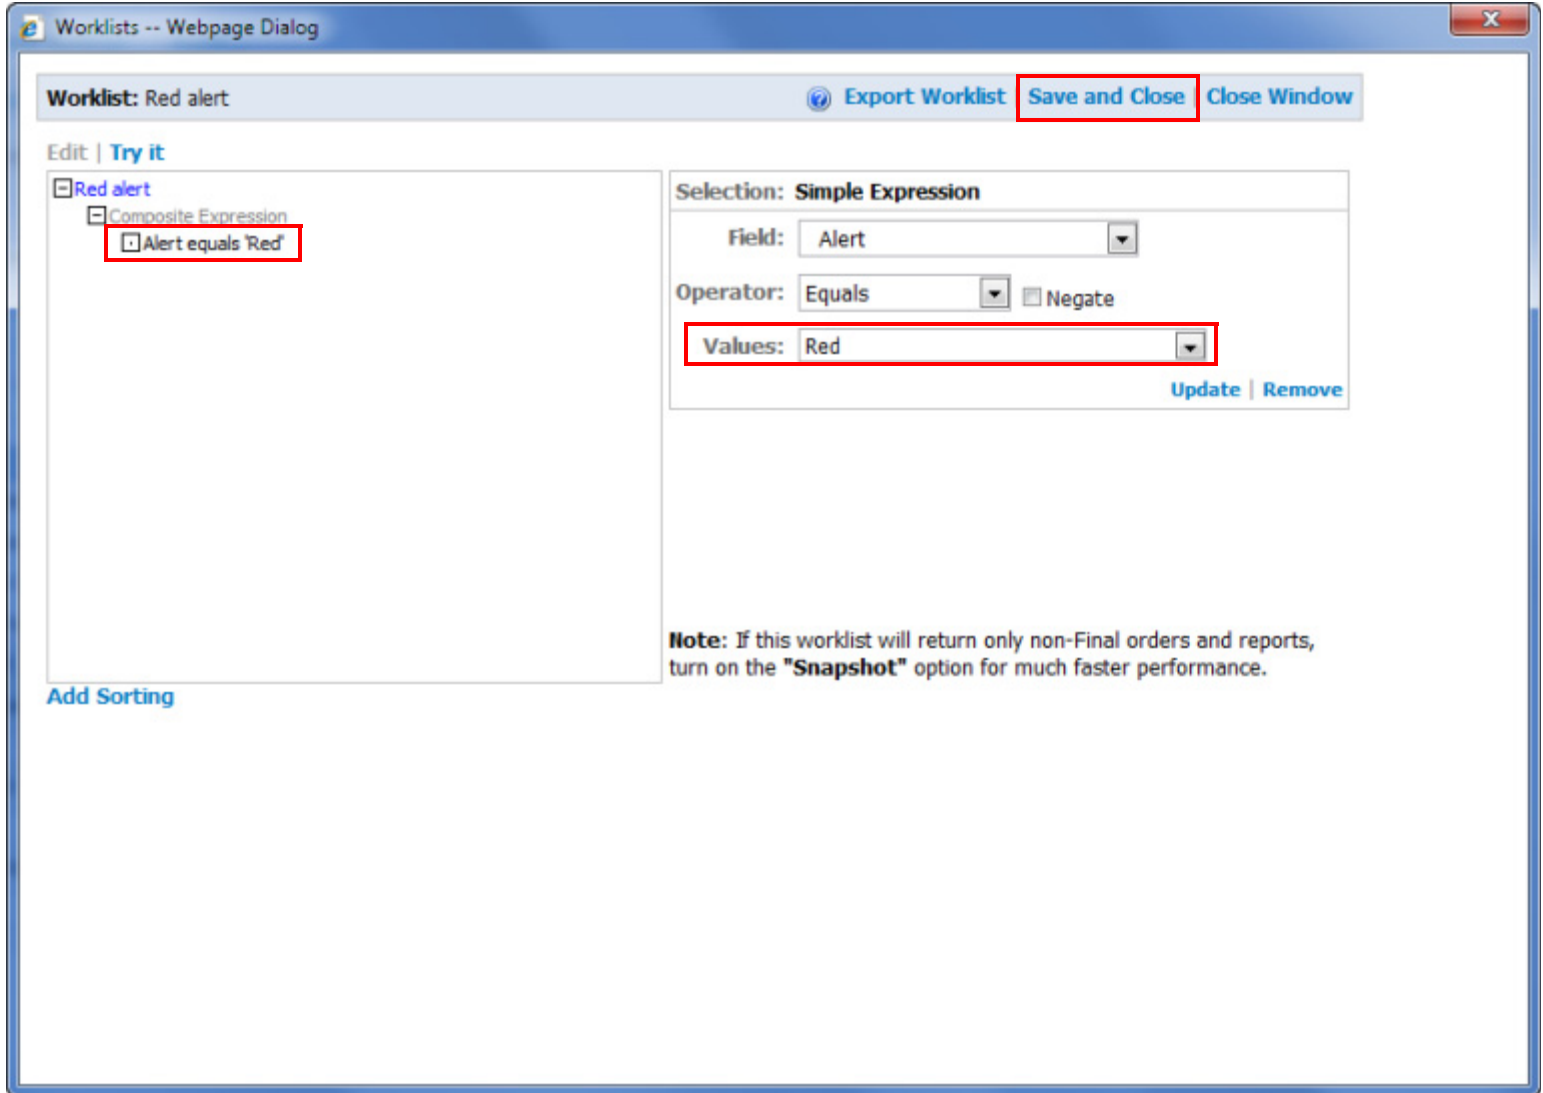 Worklists -- Webpage Dialog
Worklist: Red alert
Export Worklist | Save and Close | Close Window
Edit | Try it
Red alert
Composite Expression
Alert equals 'Red'
Selection: Simple Expression
Field: Alert
Operator: Equals Negate
Values: Red
Update | Remove
Note: If this worklist will return only non-Final orders and reports,
turn on the "Snapshot" option for much faster performance.
Add Sorting